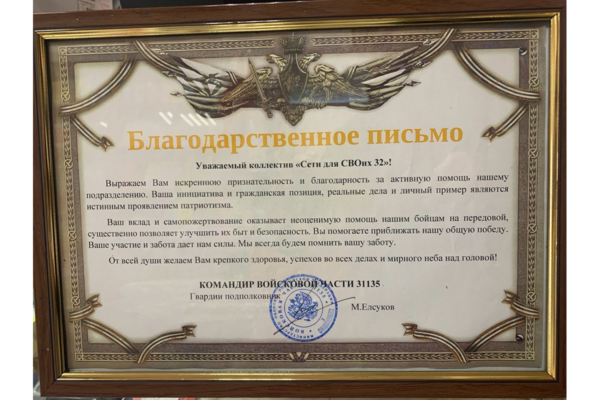 Благодарственное письмо
Уважаемый коллектив «Сети для СВОих 32»!
Выражаем Вам искреннюю признательность и благодарность за активную помощь нашему
подразделению. Ваша инициатива и гражданская позиция, реальные дела и личный пример являются
истинным проявлением патриотизма.
Ваш вклад и самопожертвование оказывает неоценимую помощь нашим бойцам на передовой,
существенно позволяет улучшить их быт и безопасность. Вы помогаете приближать нашу общую победу.
Ваше участие и забота дает нам силы. Мы всегда будем помнить вашу заботу.
От всей души желаем Вам крепкого здоровья, успехов во всех делах и мирного неба над головой!
КОМАНДИР ВОЙСКОВОЙ ЧАСТИ 31135
Гвардии подполковник
М.Елсуков